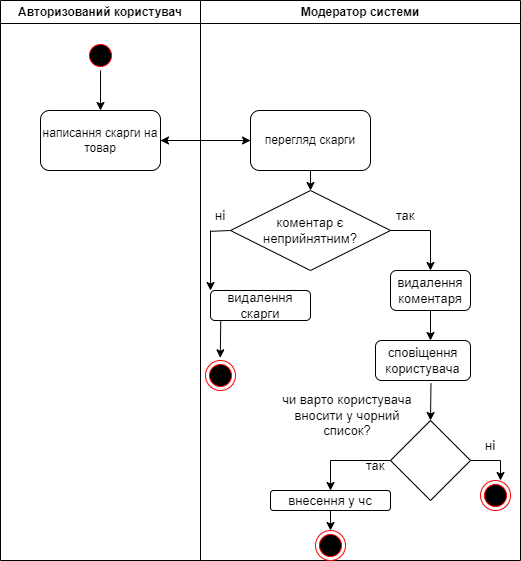 Авторизований користувач
Модератор системи
написання скарги на
товар
перегляд скарги
ні
так
коментар є
неприйнятним?
видалення
скарги
видалення
коментаря
сповіщення
користувача
чи варто користувача
вносити у чорний
список?
так
ні
внесення у чс